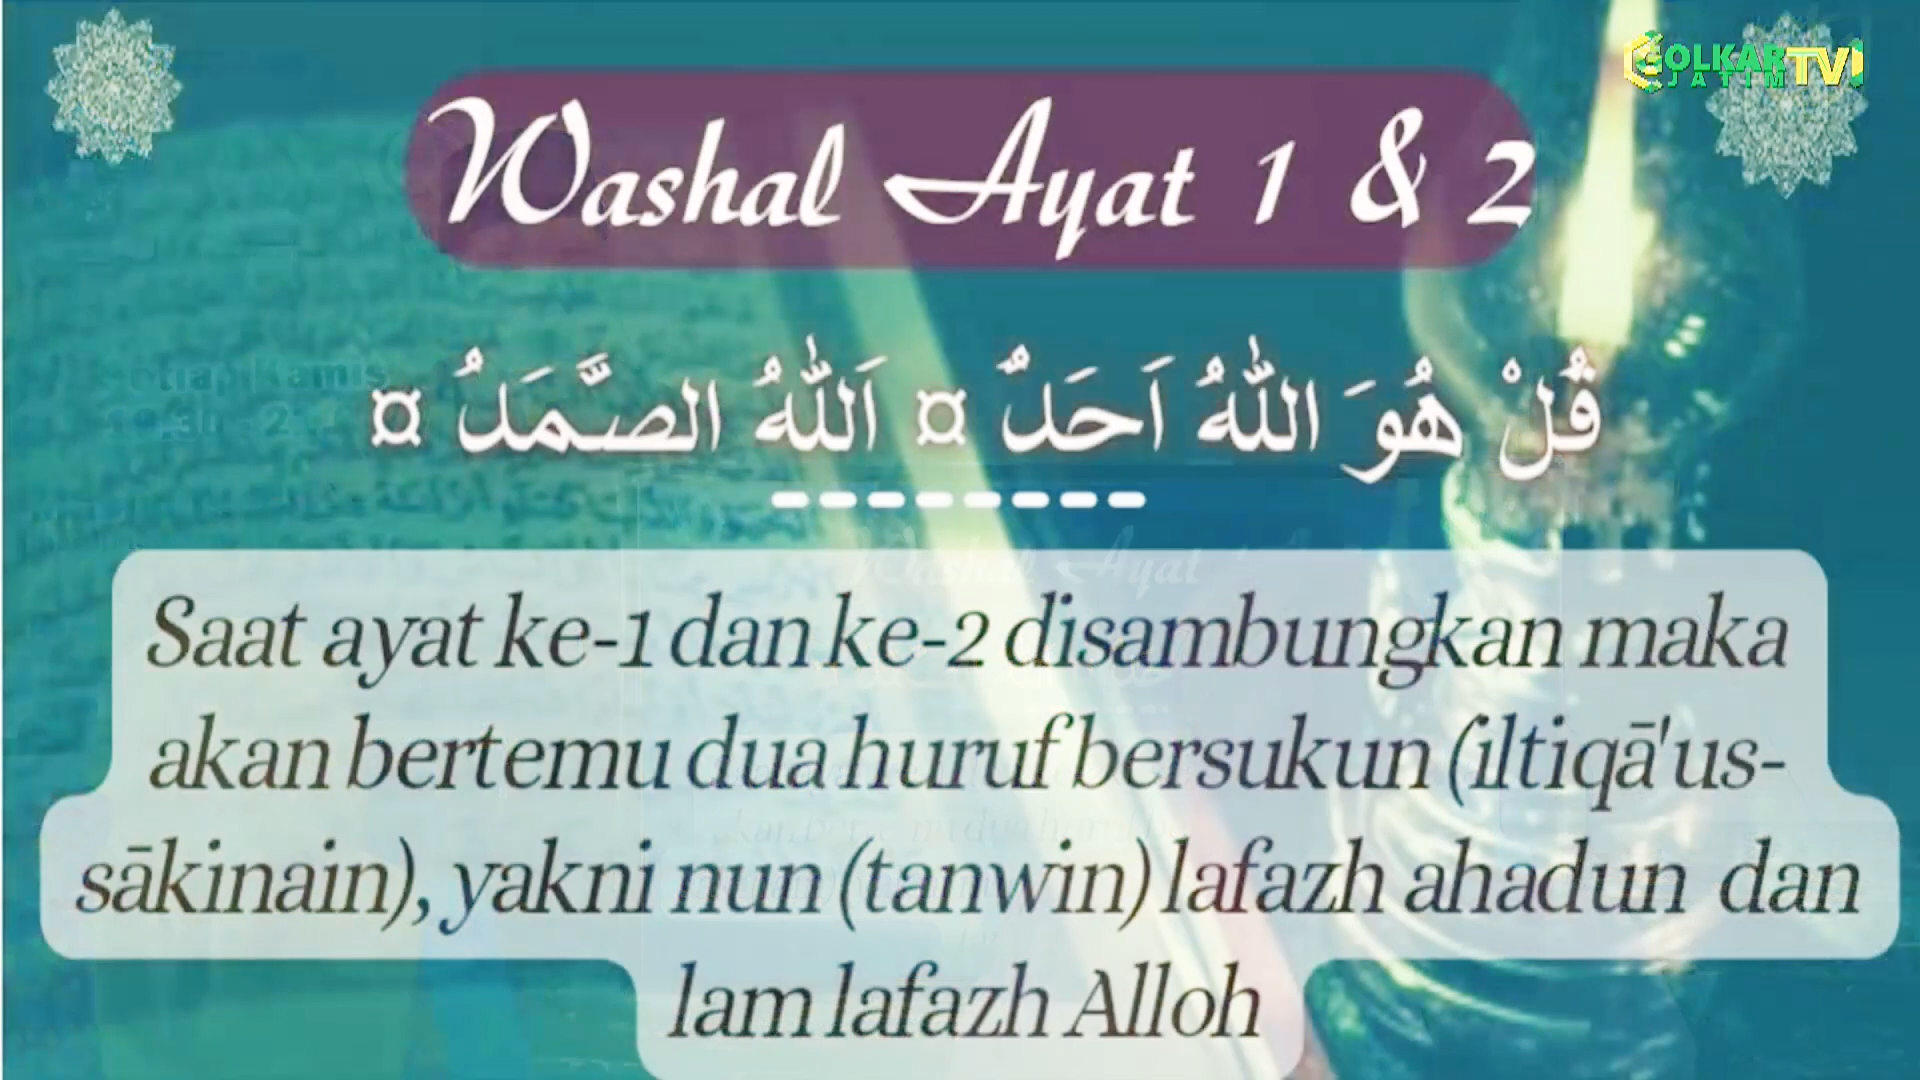 GOLKAR TV
JATIM
Washal Ayat 1 & 2
قُلْ هُوَ اللّٰهُ اَحَدٌ ¤ اَللّٰهُ الصَّمَدُ ¤
Saat ayat ke-1 dan ke-2 disambungkan maka
akan bertemu dua huruf bersukun (iltiqā'us-
sākinain), yakni nun (tanwin) lafazh ahadun dan
lam lafazh Alloh